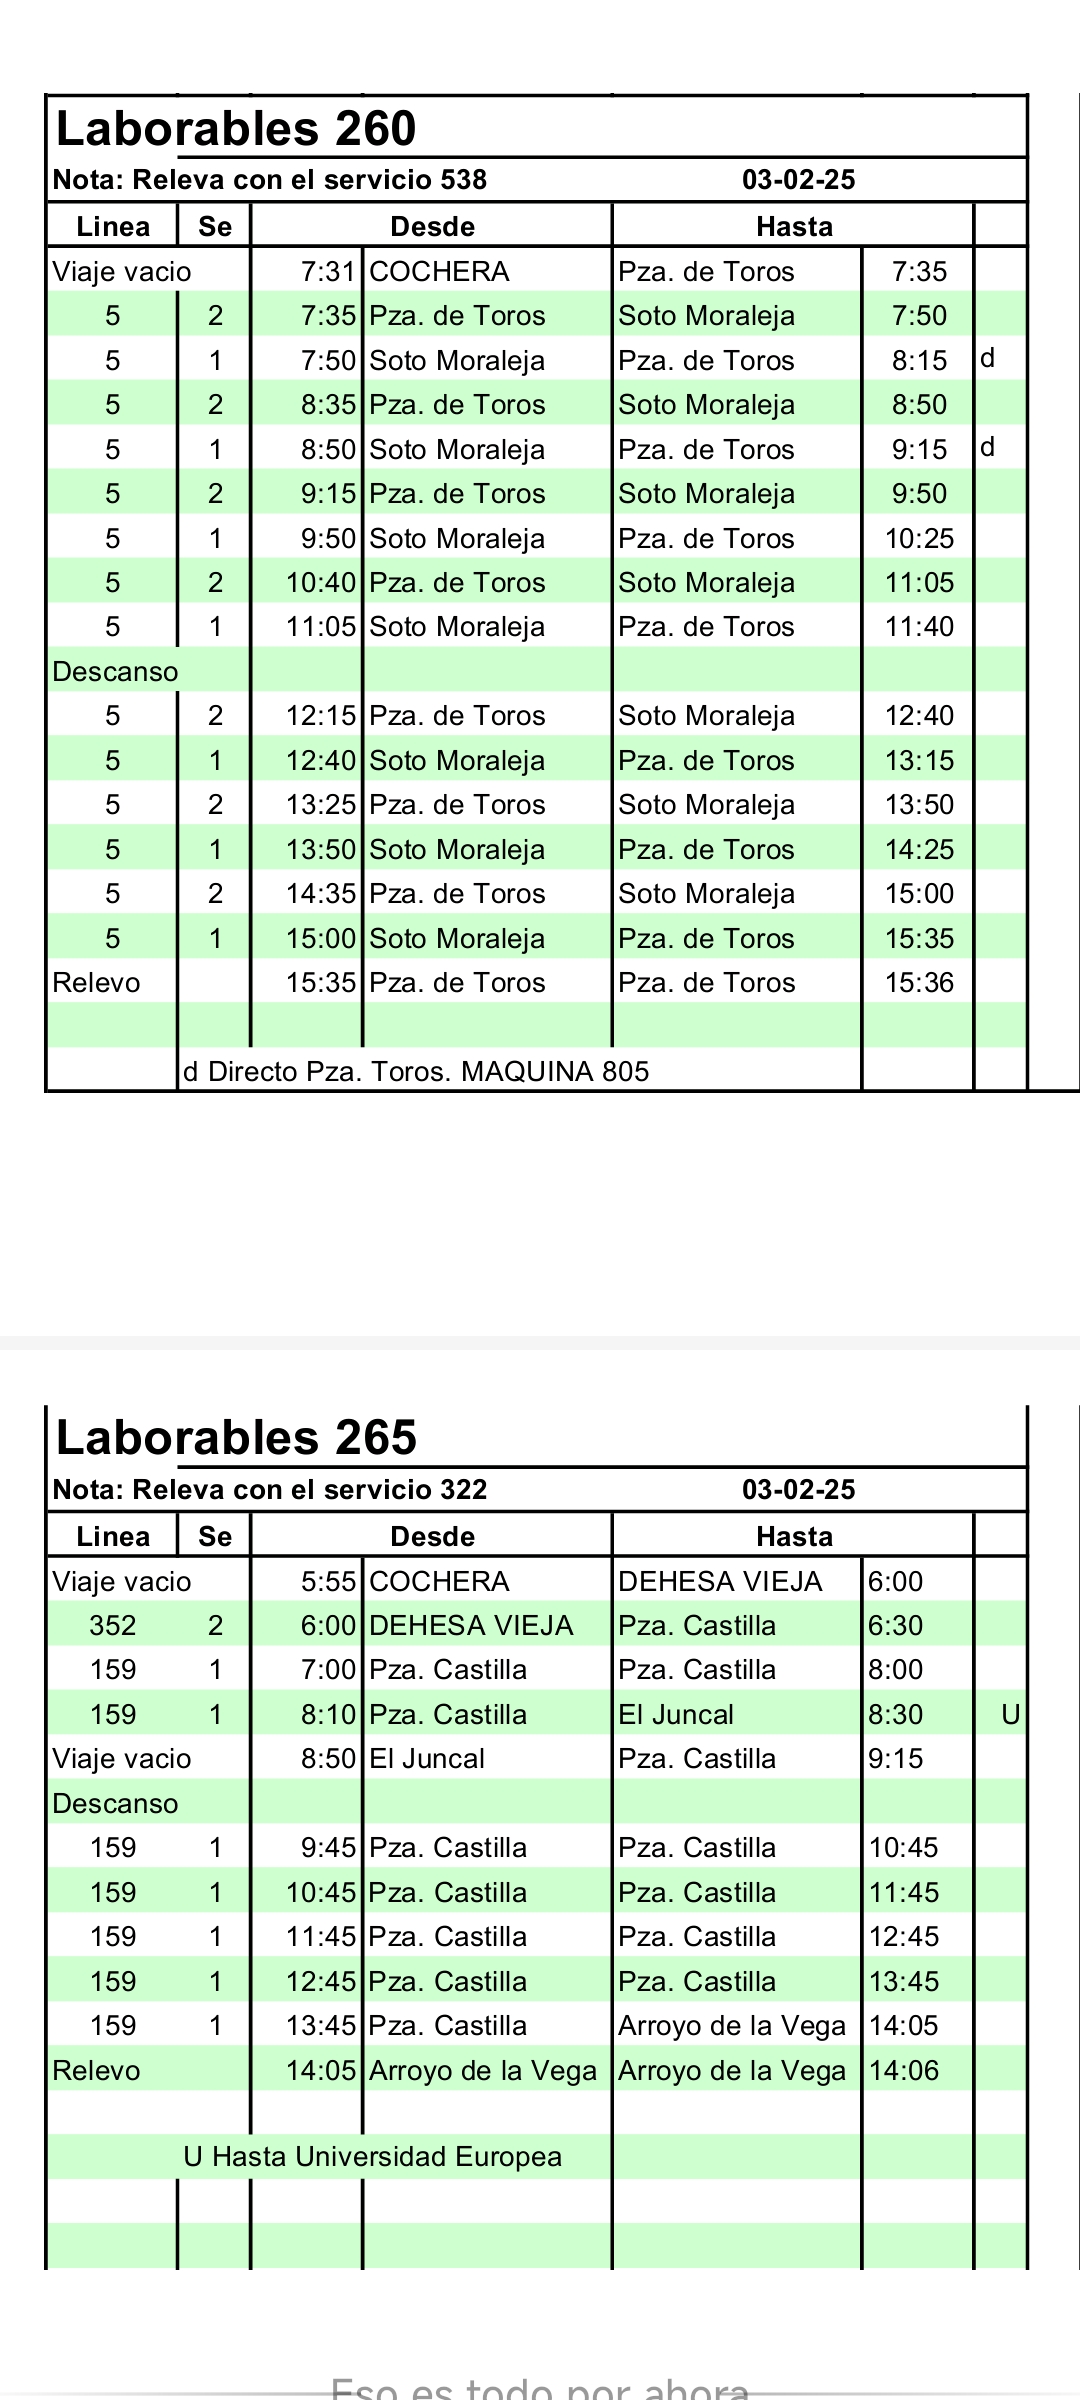 Laborables 260
Nota: Releva con el servicio 538 03-02-25
Linea Se Desde Hasta
Viaje vacio 7:31 COCHERA Pza. de Toros 7:35
5 2 7:35 Pza. de Toros Soto Moraleja 7:50
5 1 7:50 Soto Moraleja Pza. de Toros 8:15 d
5 2 8:35 Pza. de Toros Soto Moraleja 8:50
5 1 8:50 Soto Moraleja Pza. de Toros 9:15 d
5 2 9:15 Pza. de Toros Soto Moraleja 9:50
5 1 9:50 Soto Moraleja Pza. de Toros 10:25
5 2 10:40 Pza. de Toros Soto Moraleja 11:05
5 1 11:05 Soto Moraleja Pza. de Toros 11:40
Descanso
5 2 12:15 Pza. de Toros Soto Moraleja 12:40
5 1 12:40 Soto Moraleja Pza. de Toros 13:15
5 2 13:25 Pza. de Toros Soto Moraleja 13:50
5 1 13:50 Soto Moraleja Pza. de Toros 14:25
5 2 14:35 Pza. de Toros Soto Moraleja 15:00
5 1 15:00 Soto Moraleja Pza. de Toros 15:35
Relevo 15:35 Pza. de Toros Pza. de Toros 15:36
d Directo Pza. Toros. MAQUINA 805
Laborables 265
Nota: Releva con el servicio 322 03-02-25
Linea Se Desde Hasta
Viaje vacio 5:55 COCHERA DEHESA VIEJA 6:00
352 2 6:00 DEHESA VIEJA Pza. Castilla 6:30
159 1 7:00 Pza. Castilla Pza. Castilla 8:00
159 1 8:10 Pza. Castilla El Juncal 8:30 U
Viaje vacio 8:50 El Juncal Pza. Castilla 9:15
Descanso
159 1 9:45 Pza. Castilla Pza. Castilla 10:45
159 1 10:45 Pza. Castilla Pza. Castilla 11:45
159 1 11:45 Pza. Castilla Pza. Castilla 12:45
159 1 12:45 Pza. Castilla Pza. Castilla 13:45
159 1 13:45 Pza. Castilla Arroyo de la Vega 14:05
Relevo 14:05 Arroyo de la Vega Arroyo de la Vega 14:06
U Hasta Universidad Europea
Eso es todo por ahora